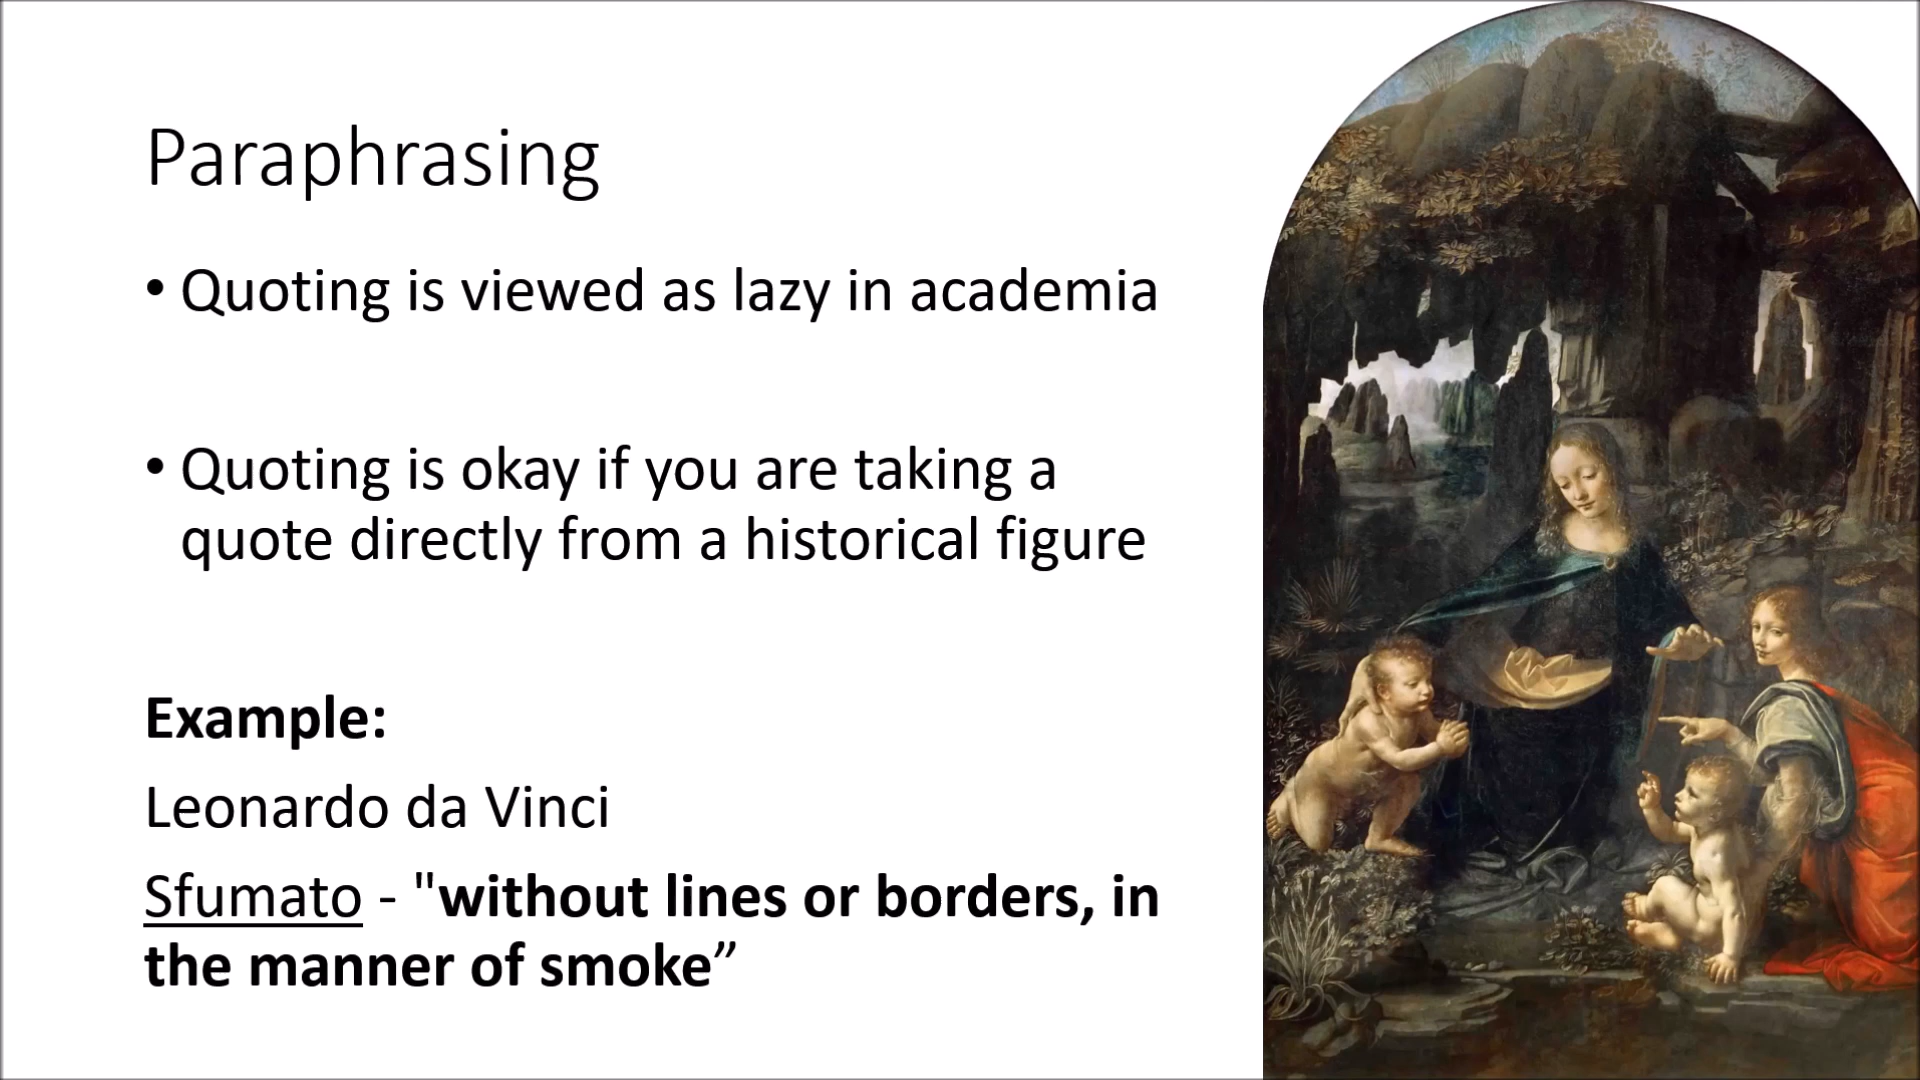 Paraphrasing
• Quoting is viewed as lazy in academia
• Quoting is okay if you are taking a
quote directly from a historical figure
Example:
Leonardo da Vinci
Sfumato - "without lines or borders, in
the manner of smoke”